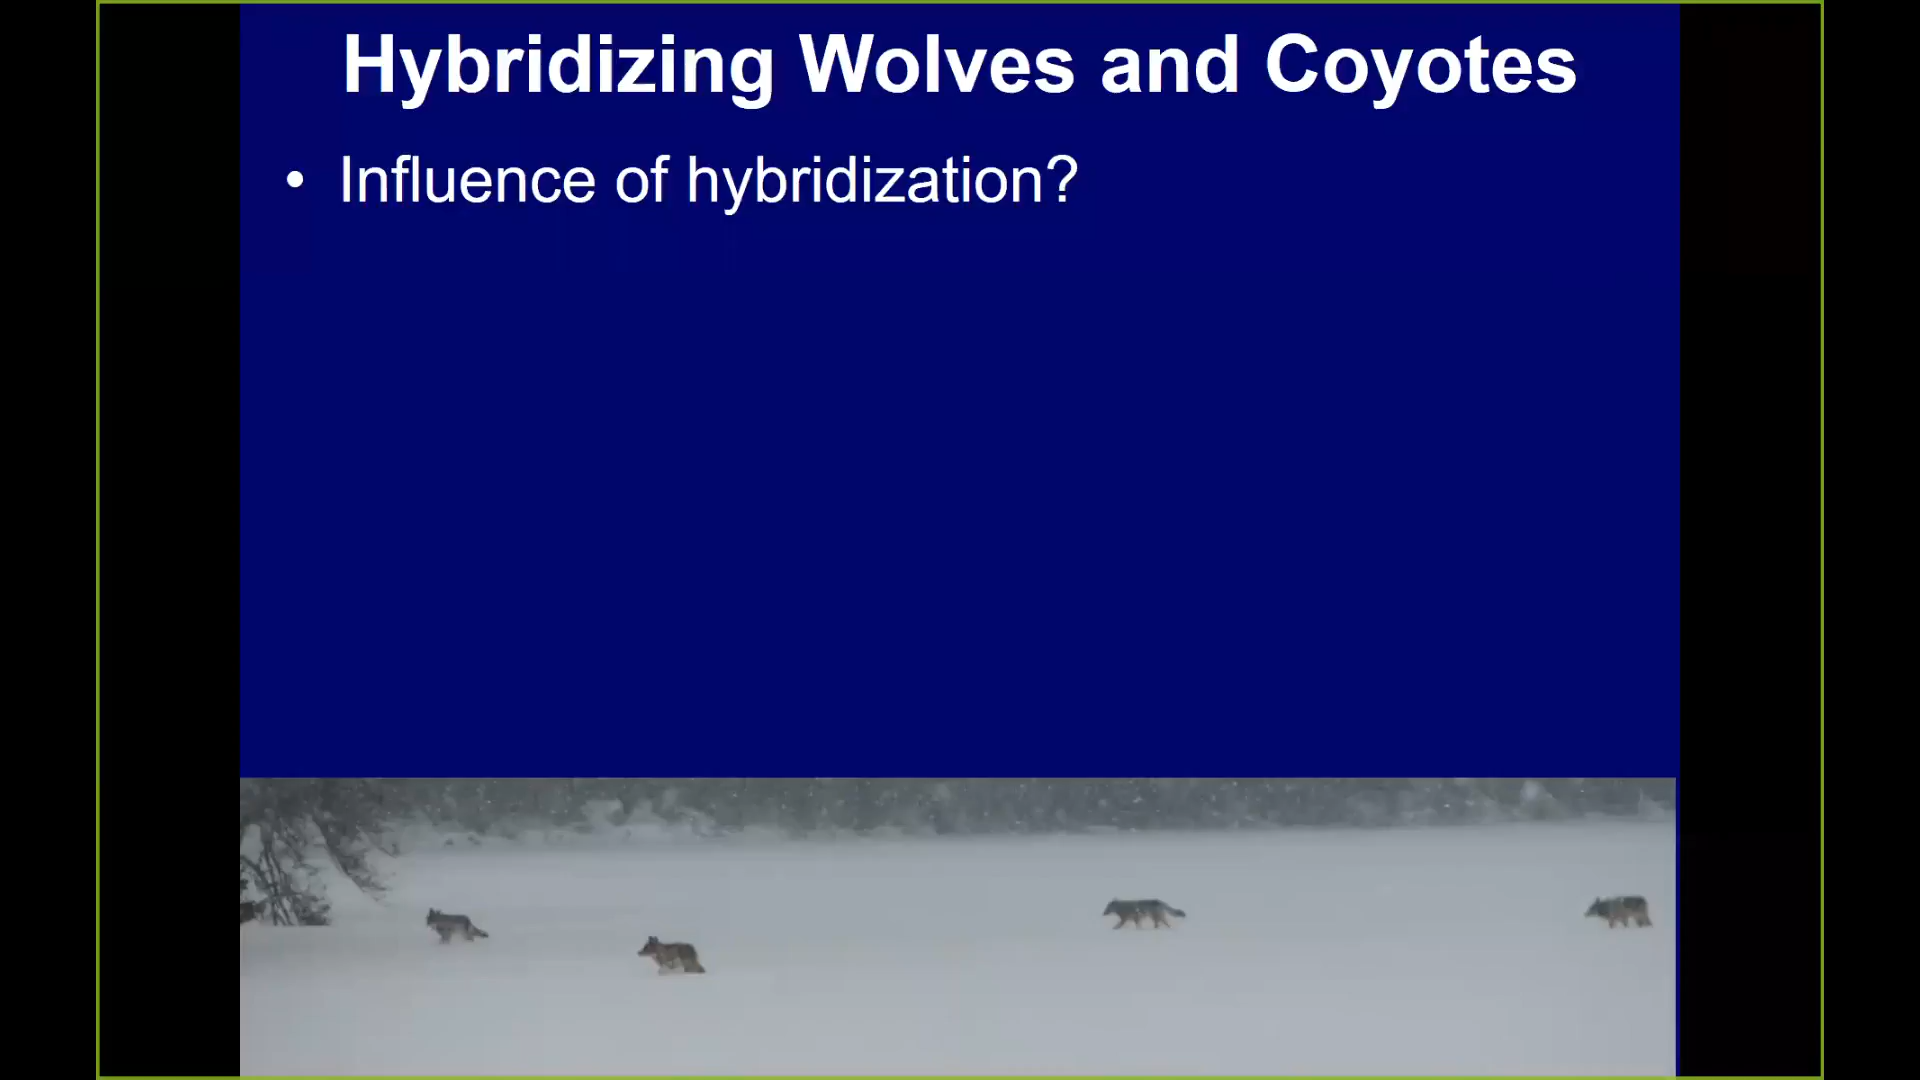 Hybridizing Wolves and Coyotes
• Influence of hybridization?